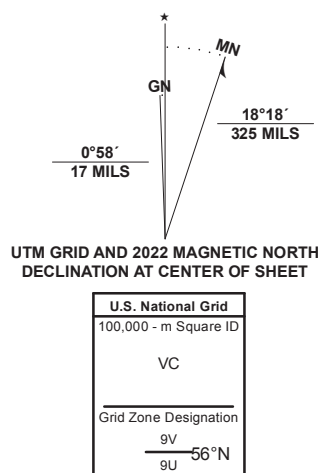 ★
MN
GN
18°18´
325 MILS
0°58´
17 MILS
UTM GRID AND 2022 MAGNETIC NORTH
DECLINATION AT CENTER OF SHEET
U.S. National Grid
100,000 - m Square ID
VC
Grid Zone Designation
9V
56°N
9U